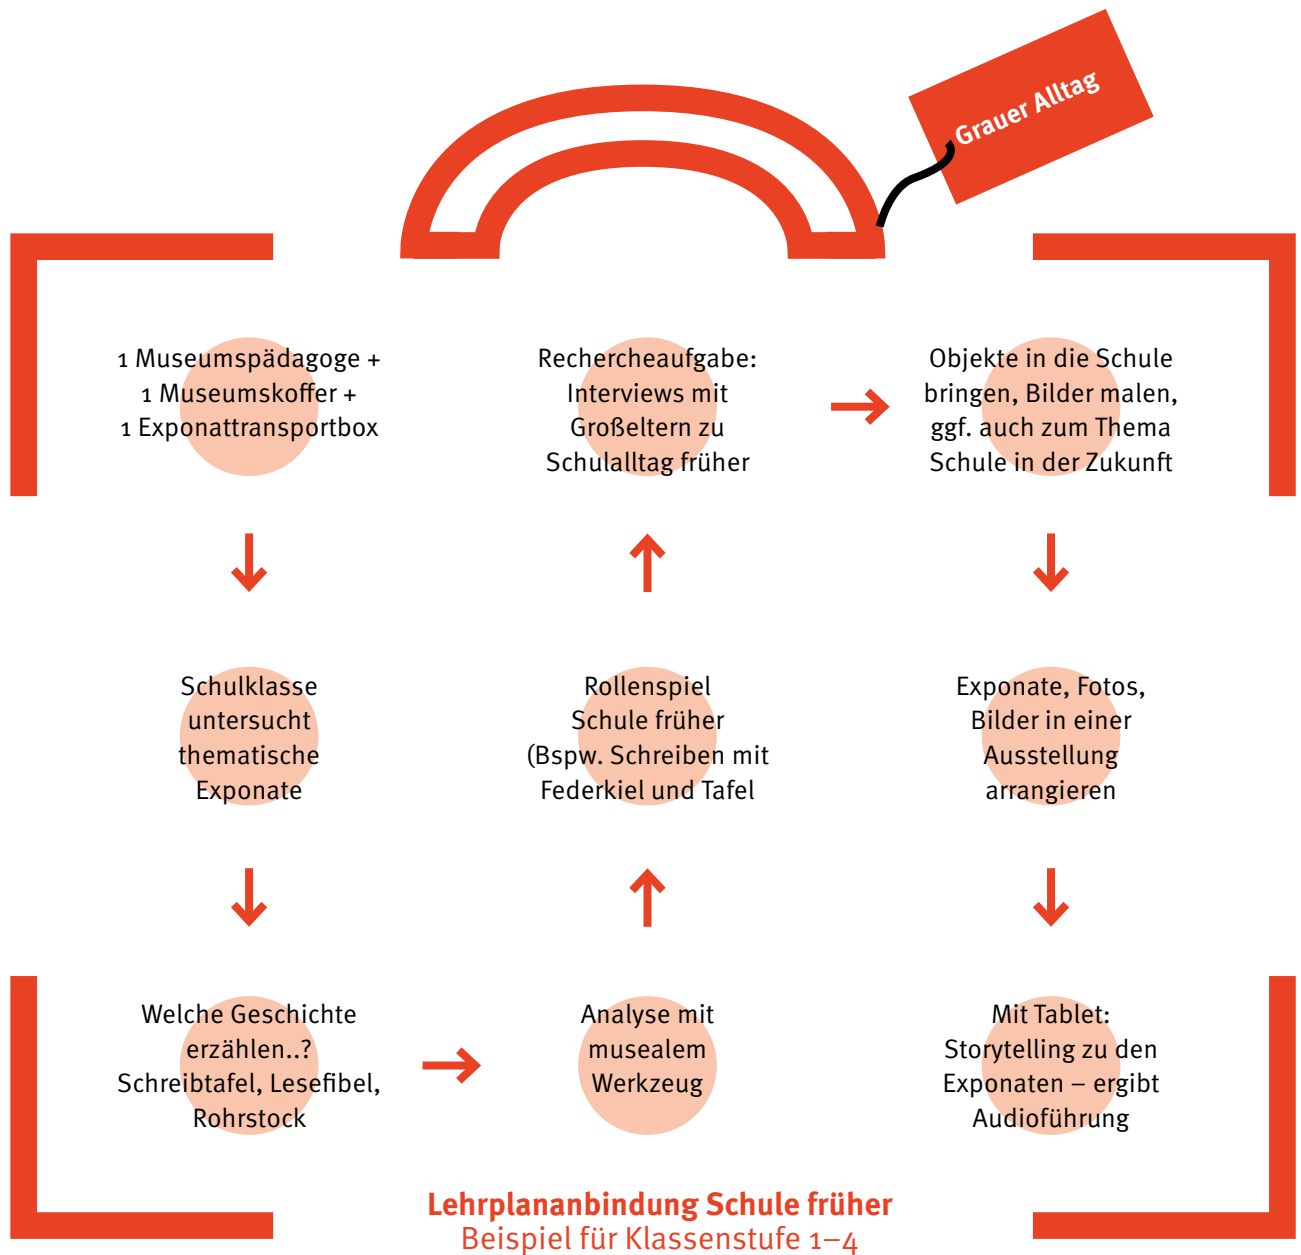 Grauer Alltag
1 Museumspädagoge +
1 Museumskoffer +
1 Exponattransportbox
Schulklasse
untersucht
thematische
Exponate
Welche Geschichte
erzählen..?
Schreibtafel, Lesefibel,
Rohrstock
Analyse mit
musealem
Werkzeug
Rollenspiel
Schule früher
(Bspw. Schreiben mit
Federkiel und Tafel
Rechercheaufgabe:
Interviews mit
Großeltern zu
Schulalltag früher
Objekte in die Schule
bringen, Bilder malen,
ggf. auch zum Thema
Schule in der Zukunft
Exponate, Fotos,
Bilder in einer
Ausstellung
arrangieren
Mit Tablet:
Storytelling zu den
Exponaten – ergibt
Audioführung
Lehrplananbindung Schule früher
Beispiel für Klassenstufe 1–4